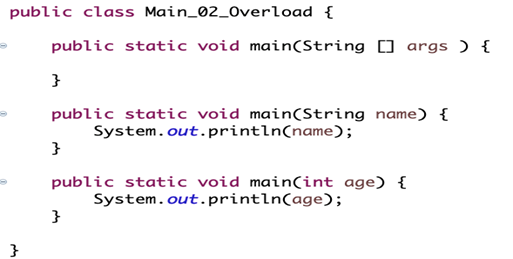 public class Main_02_Overload {
public static void main(String [] args ) {
}
public static void main(String name) {
System.out.println(name);
}
public static void main(int age) {
System.out.println(age);
}
}